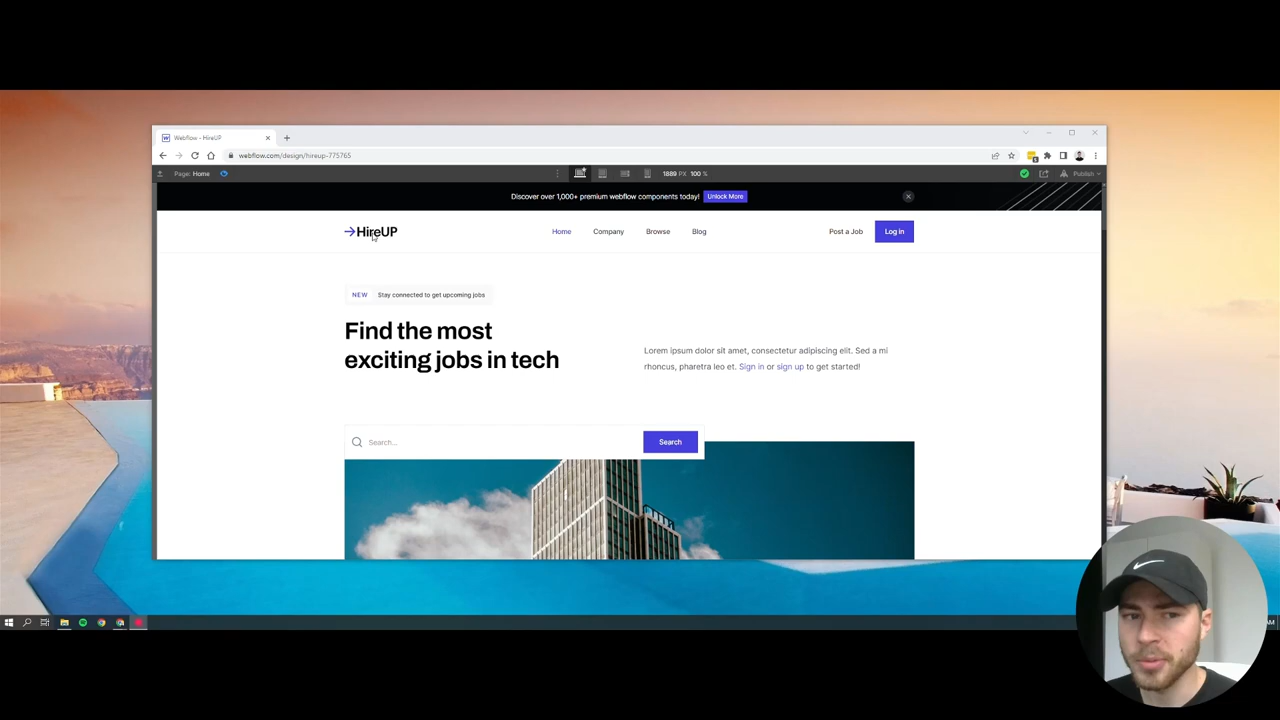 Webflow - HireUP
webflow.com/design/hireup-775765
Page: Home
1889 PX 100 %
Publish
Discover over 1,000+ premium webflow components today! Unlock More
HireUP
Home Company Browse Blog
Post a Job Log in
NEW Stay connected to get upcoming jobs
Find the most
exciting jobs in tech
Lorem ipsum dolor sit amet, consectetur adipiscing elit. Sed a mi
rhoncus, pharetra leo et. Sign in or sign up to get started!
Search... Search